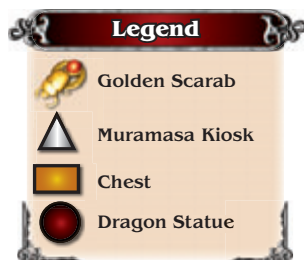 Legend
Golden Scarab
Muramasa Kiosk
Chest
Dragon Statue